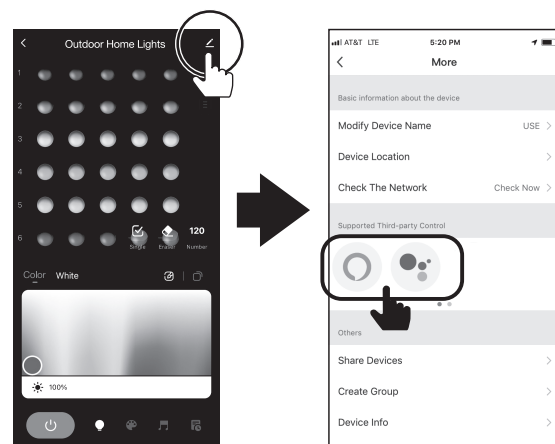 Outdoor Home Lights
1
2
3
4
5
6
Single Eraser 120 Number
Color White
100%
AT&T LTE 5:20 PM
More
Basic information about the device
Modify Device Name USE
Device Location
Check The Network Check Now
Supported Third-party Control
Others
Share Devices
Create Group
Device Info